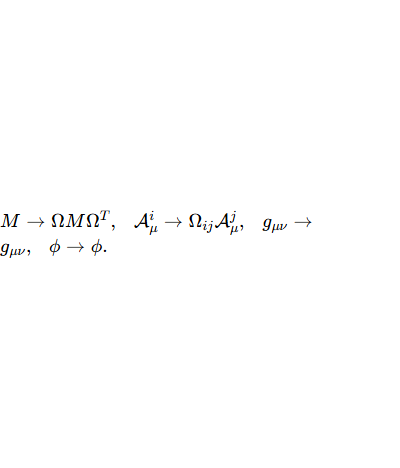 M → ΩMΩ^T,   𝒜^i_μ → Ω_{ij}𝒜^j_μ,   g_{μν} →
g_{μν},   ϕ → ϕ.